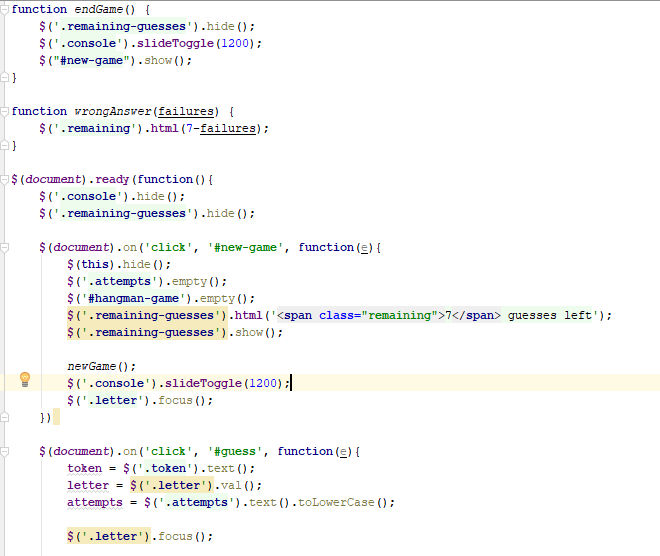 function endGame() {
    $('.remaining-guesses').hide();
    $('.console').slideToggle(1200);
    $("#new-game").show();
}

function wrongAnswer(failures) {
    $('.remaining').html(7-failures);
}

$(document).ready(function(){
    $('.console').hide();
    $('.remaining-guesses').hide();

    $(document).on('click', '#new-game', function(e){
        $(this).hide();
        $('.attempts').empty();
        $('#hangman-game').empty();
        $('.remaining-guesses').html('<span class="remaining">7</span> guesses left');
        $('.remaining-guesses').show();

        newGame();
        $('.console').slideToggle(1200);
        $('.letter').focus();
    })

    $(document).on('click', '#guess', function(e){
        token = $('.token').text();
        letter = $('.letter').val();
        attempts = $('.attempts').text().toLowerCase();

        $('.letter').focus();